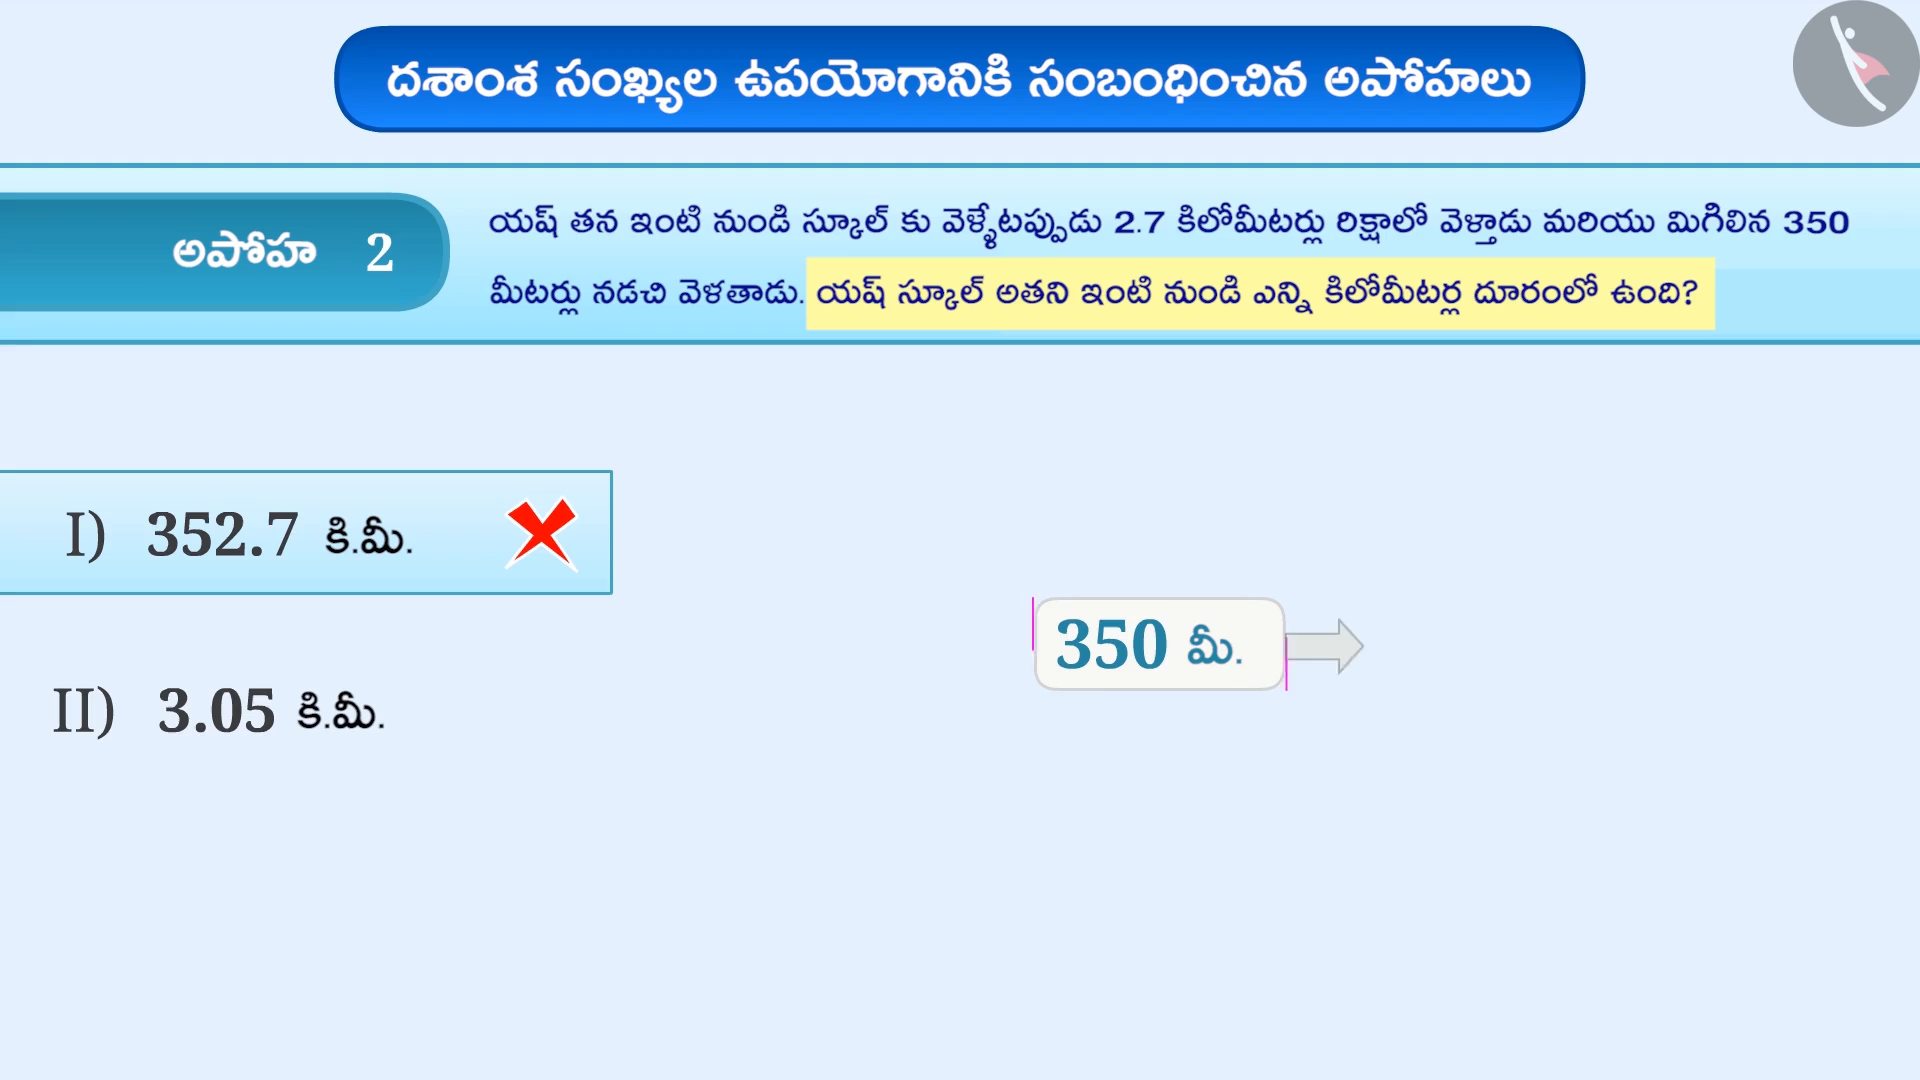 దశాంశ సంఖ్యల ఉపయోగానికి సంబంధించిన అపోహలు
అపోహ 2
యష్ తన ఇంటి నుండి స్కూల్ కు వెళ్ళేటప్పుడు 2.7 కిలోమీటర్లు రిక్షాలో వెళ్తాడు మరియు మిగిలిన 350
మీటర్లు నడచి వెళతాడు. యష్ స్కూల్ అతని ఇంటి నుండి ఎన్ని కిలోమీటర్ల దూరంలో ఉంది?
I) 352.7 కి.మీ.
350 మీ.
II) 3.05 కి.మీ.